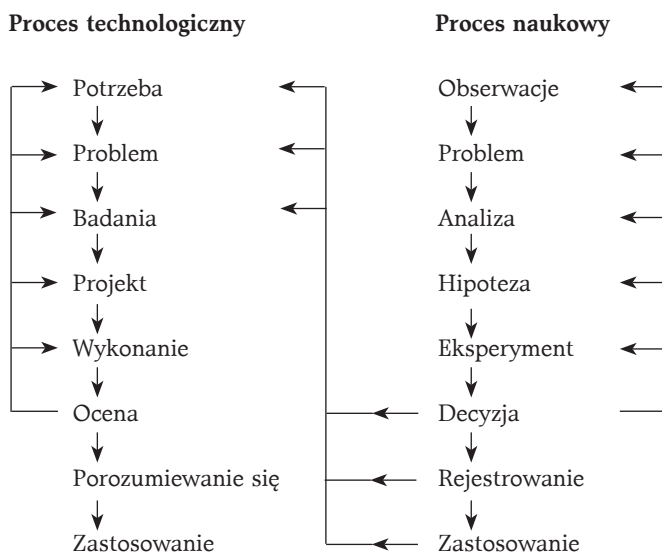 Proces technologiczny
Potrzeba
Problem
Badania
Projekt
Wykonanie
Ocena
Porozumiewanie się
Zastosowanie
Proces naukowy
Obserwacje
Problem
Analiza
Hipoteza
Eksperyment
Decyzja
Rejestrowanie
Zastosowanie